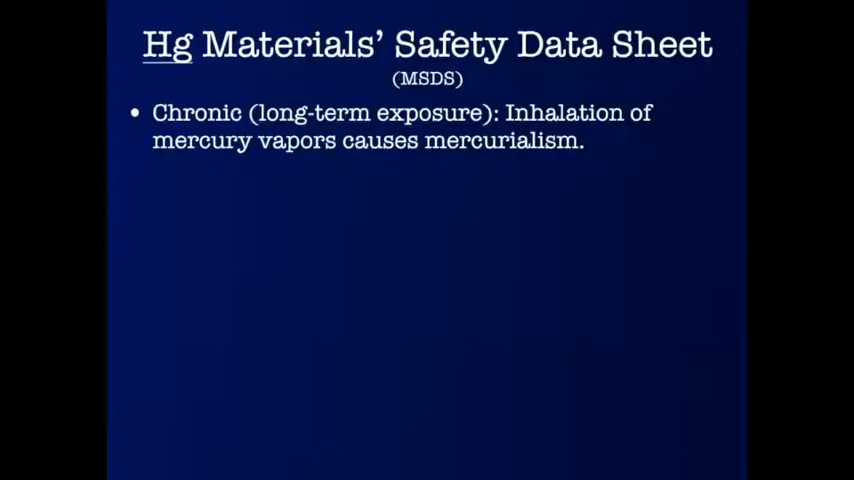 Hg Materials’ Safety Data Sheet
(MSDS)
• Chronic (long-term exposure): Inhalation of
mercury vapors causes mercurialism.